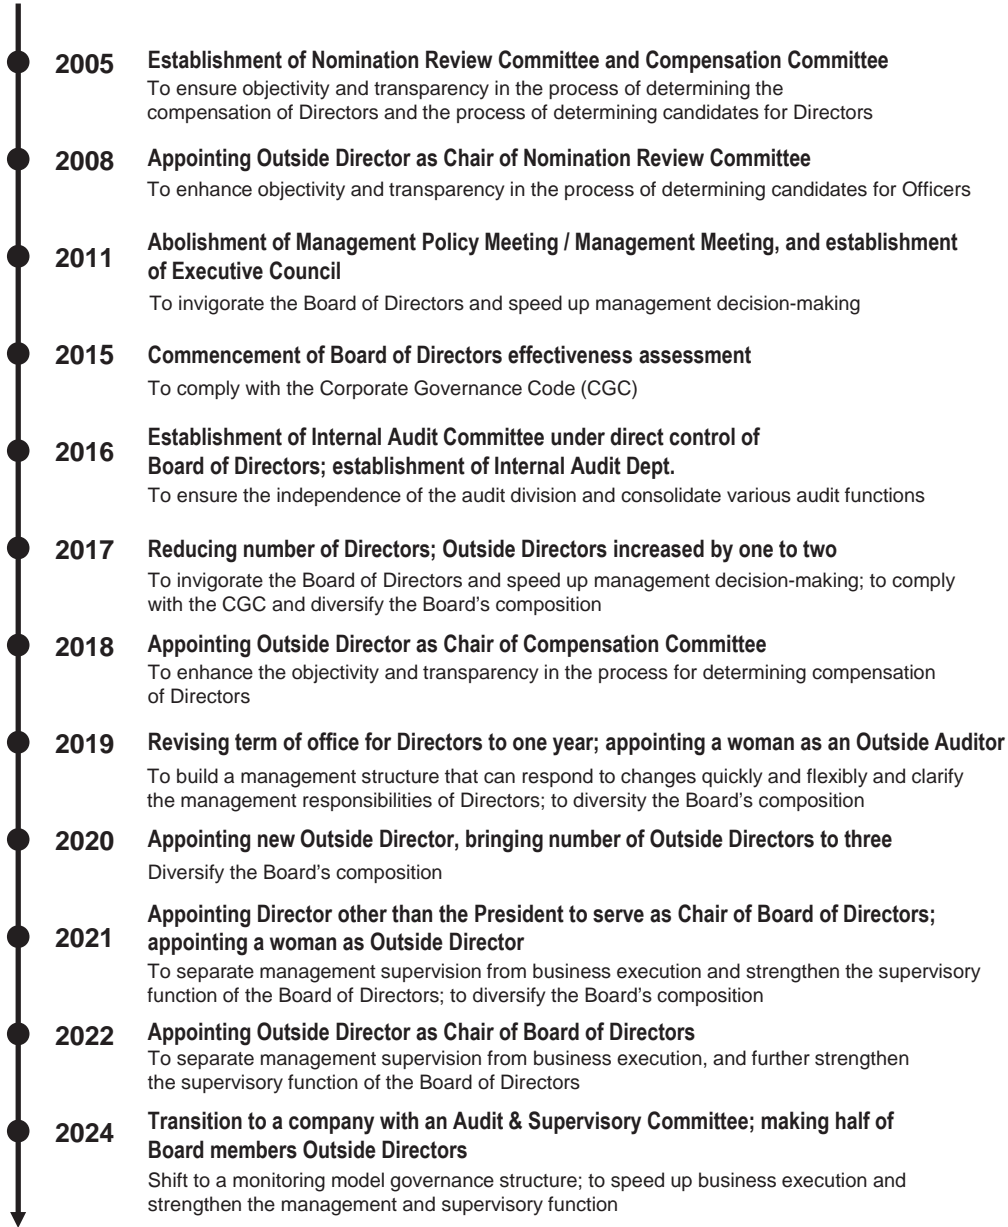 2005
Establishment of Nomination Review Committee and Compensation Committee
To ensure objectivity and transparency in the process of determining the
compensation of Directors and the process of determining candidates for Directors
2008
Appointing Outside Director as Chair of Nomination Review Committee
To enhance objectivity and transparency in the process of determining candidates for Officers
2011
Abolishment of Management Policy Meeting / Management Meeting, and establishment
of Executive Council
To invigorate the Board of Directors and speed up management decision-making
2015
Commencement of Board of Directors effectiveness assessment
To comply with the Corporate Governance Code (CGC)
2016
Establishment of Internal Audit Committee under direct control of
Board of Directors; establishment of Internal Audit Dept.
To ensure the independence of the audit division and consolidate various audit functions
2017
Reducing number of Directors; Outside Directors increased by one to two
To invigorate the Board of Directors and speed up management decision-making; to comply
with the CGC and diversify the Board’s composition
2018
Appointing Outside Director as Chair of Compensation Committee
To enhance the objectivity and transparency in the process for determining compensation
of Directors
2019
Revising term of office for Directors to one year; appointing a woman as an Outside Auditor
To build a management structure that can respond to changes quickly and flexibly and clarify
the management responsibilities of Directors; to diversity the Board’s composition
2020
Appointing new Outside Director, bringing number of Outside Directors to three
Diversify the Board’s composition
2021
Appointing Director other than the President to serve as Chair of Board of Directors;
appointing a woman as Outside Director
To separate management supervision from business execution and strengthen the supervisory
function of the Board of Directors; to diversify the Board’s composition
2022
Appointing Outside Director as Chair of Board of Directors
To separate management supervision from business execution, and further strengthen
the supervisory function of the Board of Directors
2024
Transition to a company with an Audit & Supervisory Committee; making half of
Board members Outside Directors
Shift to a monitoring model governance structure; to speed up business execution and
strengthen the management and supervisory function